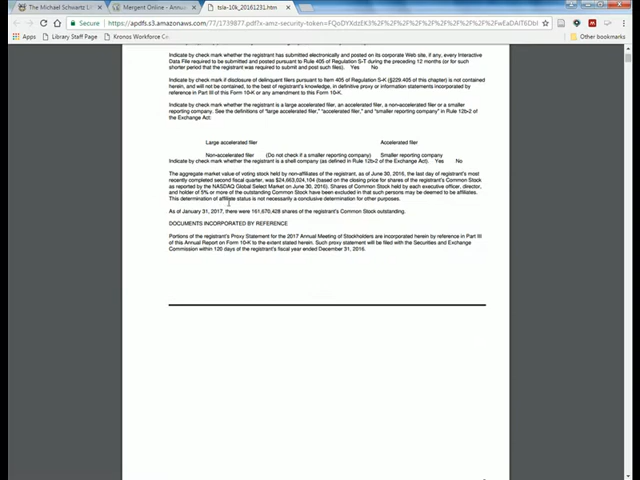 The Michael Schwartz Li
Mergent Online - Annu
tsla-10k_20161231.htm
Secure
https://apdfs.s3.amazonaws.com/17/1739877.pdf?x-amz-security-token=
Apps
Library Staff Pad
Kronos Workforce C
Indicate by check mark whether the registrant has submitted electronically and posted on its corporate Web site, if any, every Interactive
Data File required to be submitted and posted pursuant to Rule 405 of Regulation S-T during the preceding 12 months (or for such
shorter period that the registrant was required to submit and post such files). Yes No
Indicate by check mark if disclosure of delinquent filers pursuant to Item 405 of Regulation S-K (§229.405 of this chapter) is not contained
herein, and will not be contained, to the best of registrant's knowledge, in definitive proxy or information statements incorporated by
reference in Part III of this Form 10-K or any amendment to this Form 10-K.
Indicate by check mark whether the registrant is a large accelerated filer, an accelerated filer, a non-accelerated filer or a smaller
reporting company. See the definitions of "large accelerated filer," "accelerated filer," and "smaller reporting company" in Rule 12b-2 of
the Exchange Act:
Large accelerated filer Accelerated filer
Non-accelerated filer (Do not check if a smaller reporting company) Smaller reporting company
Indicate by check mark whether the registrant is a shell company (as defined in Rule 12b-2 of the Exchange Act). Yes No
The aggregate market value of voting stock held by non-affiliates of the registrant, as of June 30, 2016, the last day of registrant's most
recently completed second fiscal quarter, was $24,663,024,104 (based on the closing price for shares of the registrant's Common Stock
as reported by the NASDAQ Global Select Market on June 30, 2016). Shares of Common Stock held by each executive officer, director,
and holder of 5% or more of the outstanding Common Stock have been excluded in that such persons may be deemed to be affiliates.
This determination of affiliate status is not necessarily a conclusive determination for other purposes.
As of January 31, 2017, there were 161,670,428 shares of the registrant's Common Stock outstanding.
DOCUMENTS INCORPORATED BY REFERENCE
Portions of the registrant's Proxy Statement for the 2017 Annual Meeting of Stockholders are incorporated herein by reference in Part III
of this Annual Report on Form 10-K to the extent stated herein. Such proxy statement will be filed with the Securities and Exchange
Commission within 120 days of the registrant's fiscal year ended December 31, 2016.